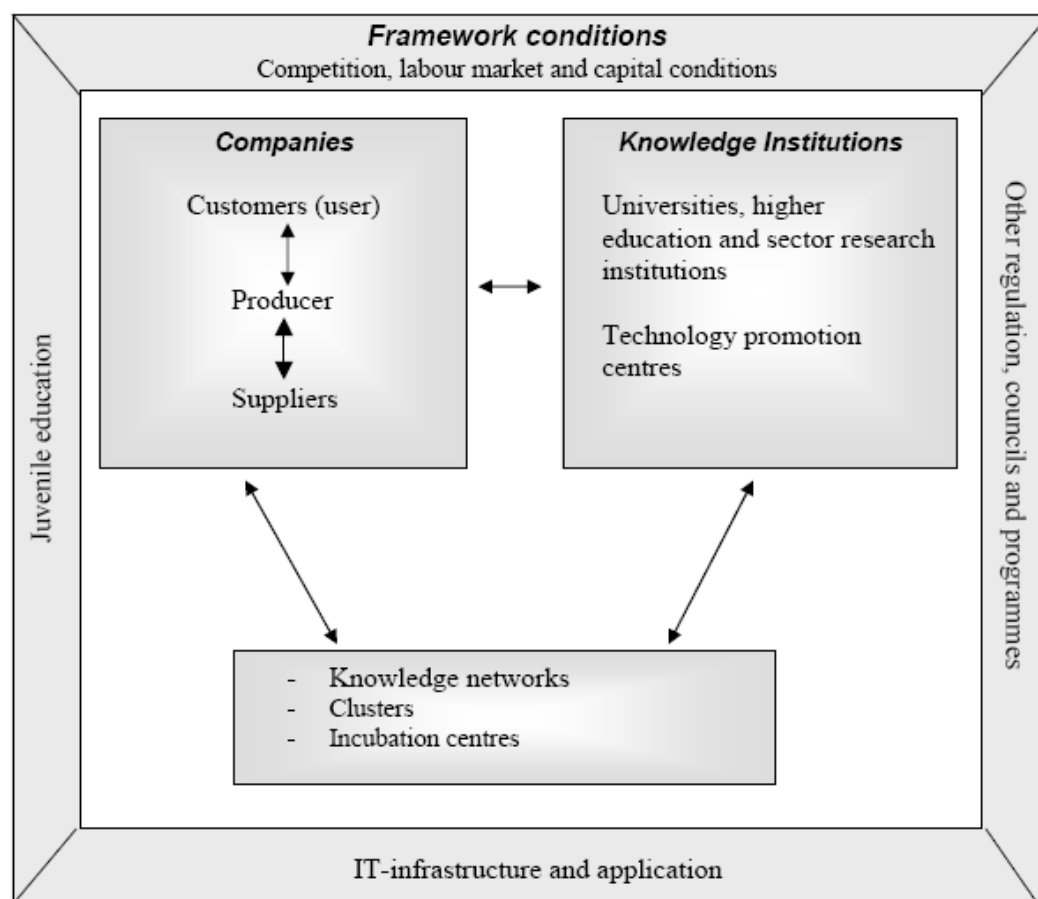 Framework conditions
Competition, labour market and capital conditions
Companies
Customers (user)
Producer
Suppliers
Knowledge Institutions
Universities, higher
education and sector research
institutions
Technology promotion
centres
Juvenile education
Other regulation, councils and programmes
- Knowledge networks
- Clusters
- Incubation centres
IT-infrastructure and application